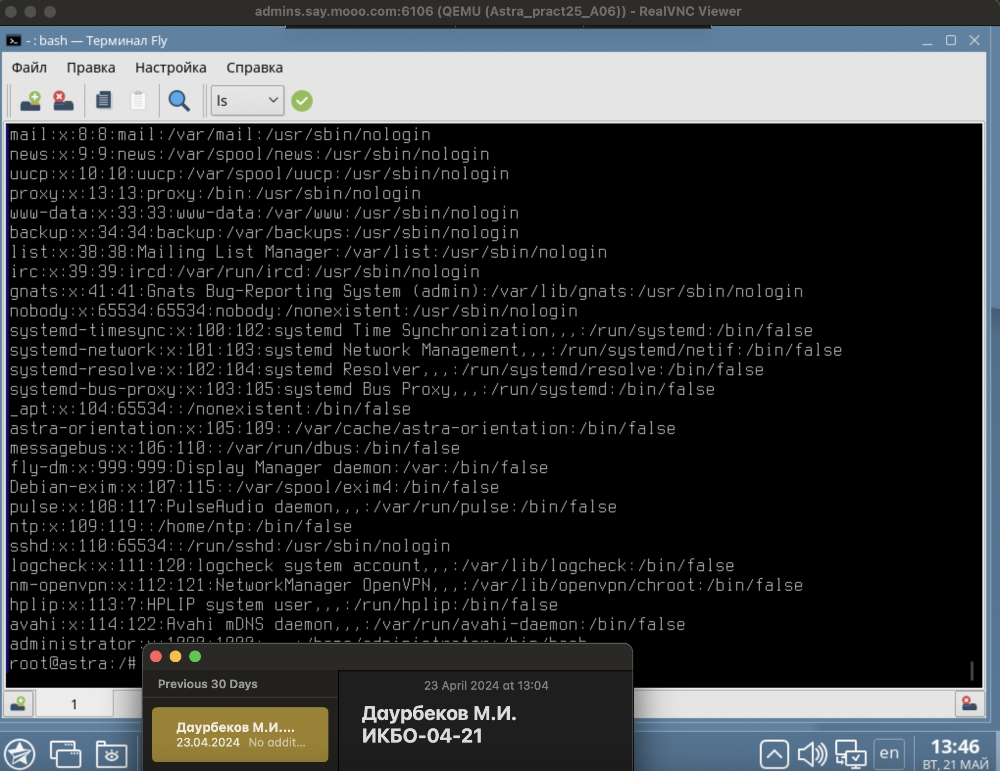 admins.say.mooo.com:6106 (QEMU (Astra_pract25_A06)) - RealVNC Viewer
- : bash — Терминал Fly
Файл Правка Настройка Справка
ls
mail:x:8:8:mail:/var/mail:/usr/sbin/nologin
news:x:9:9:news:/var/spool/news:/usr/sbin/nologin
uucp:x:10:10:uucp:/var/spool/uucp:/usr/sbin/nologin
proxy:x:13:13:proxy:/bin:/usr/sbin/nologin
www-data:x:33:33:www-data:/var/www:/usr/sbin/nologin
backup:x:34:34:backup:/var/backups:/usr/sbin/nologin
list:x:38:38:Mailing List Manager:/var/list:/usr/sbin/nologin
irc:x:39:39:ircd:/var/run/ircd:/usr/sbin/nologin
gnats:x:41:41:Gnats Bug-Reporting System (admin):/var/lib/gnats:/usr/sbin/nologin
nobody:x:65534:65534:nobody:/nonexistent:/usr/sbin/nologin
systemd-timesync:x:100:102:systemd Time Synchronization,,,:/run/systemd:/bin/false
systemd-network:x:101:103:systemd Network Management,,,:/run/systemd/netif:/bin/false
systemd-resolve:x:102:104:systemd Resolver,,,:/run/systemd/resolve:/bin/false
systemd-bus-proxy:x:103:105:systemd Bus Proxy,,,:/run/systemd:/bin/false
_apt:x:104:65534::/nonexistent:/bin/false
astra-orientation:x:105:109::/var/cache/astra-orientation:/bin/false
messagebus:x:106:110::/var/run/dbus:/bin/false
fly-dm:x:999:999:Display Manager daemon:/var:/bin/false
Debian-exim:x:107:115::/var/spool/exim4:/bin/false
pulse:x:108:117:PulseAudio daemon,,,:/var/run/pulse:/bin/false
ntp:x:109:119::/home/ntp:/bin/false
sshd:x:110:65534::/run/sshd:/usr/sbin/nologin
logcheck:x:111:120:logcheck system account,,,:/var/lib/logcheck:/bin/false
nm-openvpn:x:112:121:NetworkManager OpenVPN,,,:/var/lib/openvpn/chroot:/bin/false
hplip:x:113:7:HPLIP system user,,,:/run/hplip:/bin/false
avahi:x:114:122:Avahi mDNS daemon,,,:/var/run/avahi-daemon:/bin/false
administrator:x:1000:1000:,,,:/home/administrator:/bin/bash
root@astra:/#
1
Previous 30 Days
Даурбеков М.И....
23.04.2024 No addit...
23 April 2024 at 13:04
Даурбеков М.И.
ИКБО-04-21
en
13:46
ВТ, 21 МАЙ